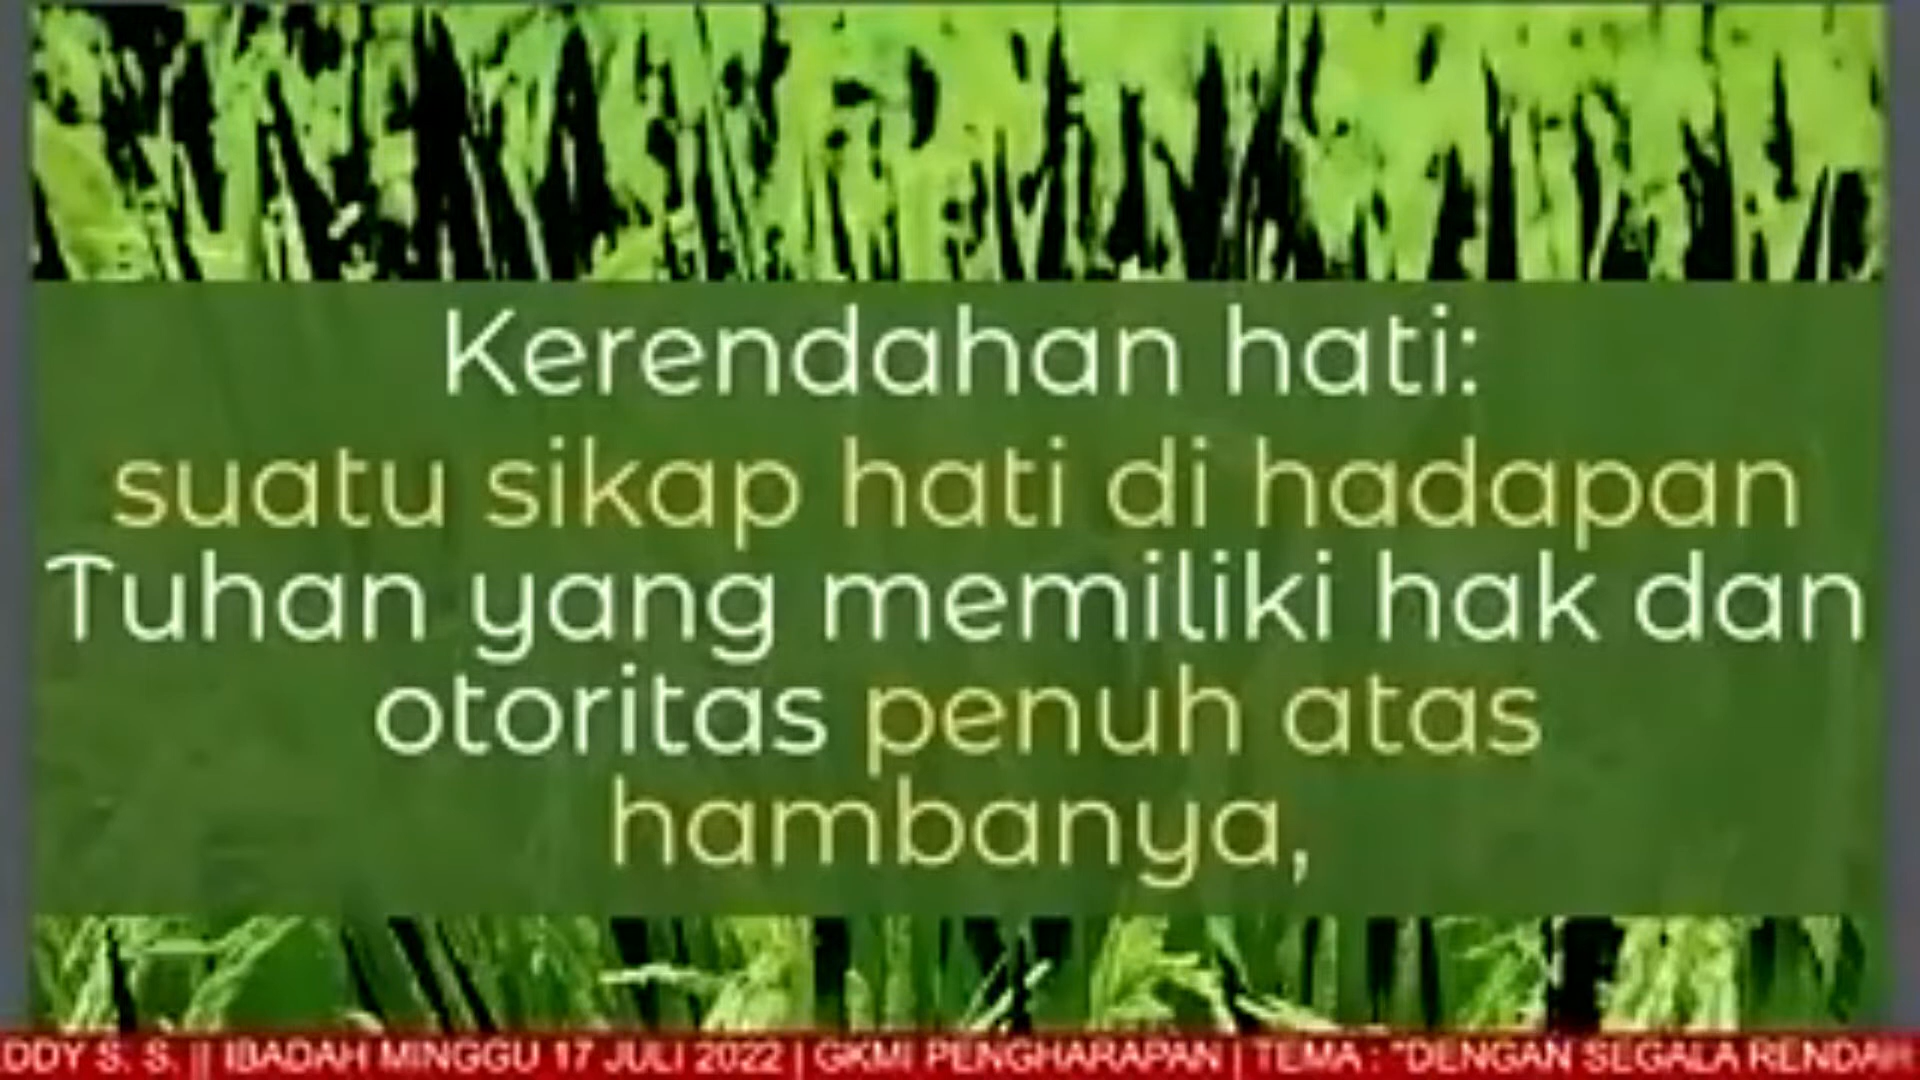 Kerendahan hati:
suatu sikap hati di hadapan
Tuhan yang memiliki hak dan
otoritas penuh atas
hambanya,
DDY S. S. || IBADAH MINGGU 17 JULI 2022 | GKMI PENGHARAPAN | TEMA : "DENGAN SEGALA RENDAH